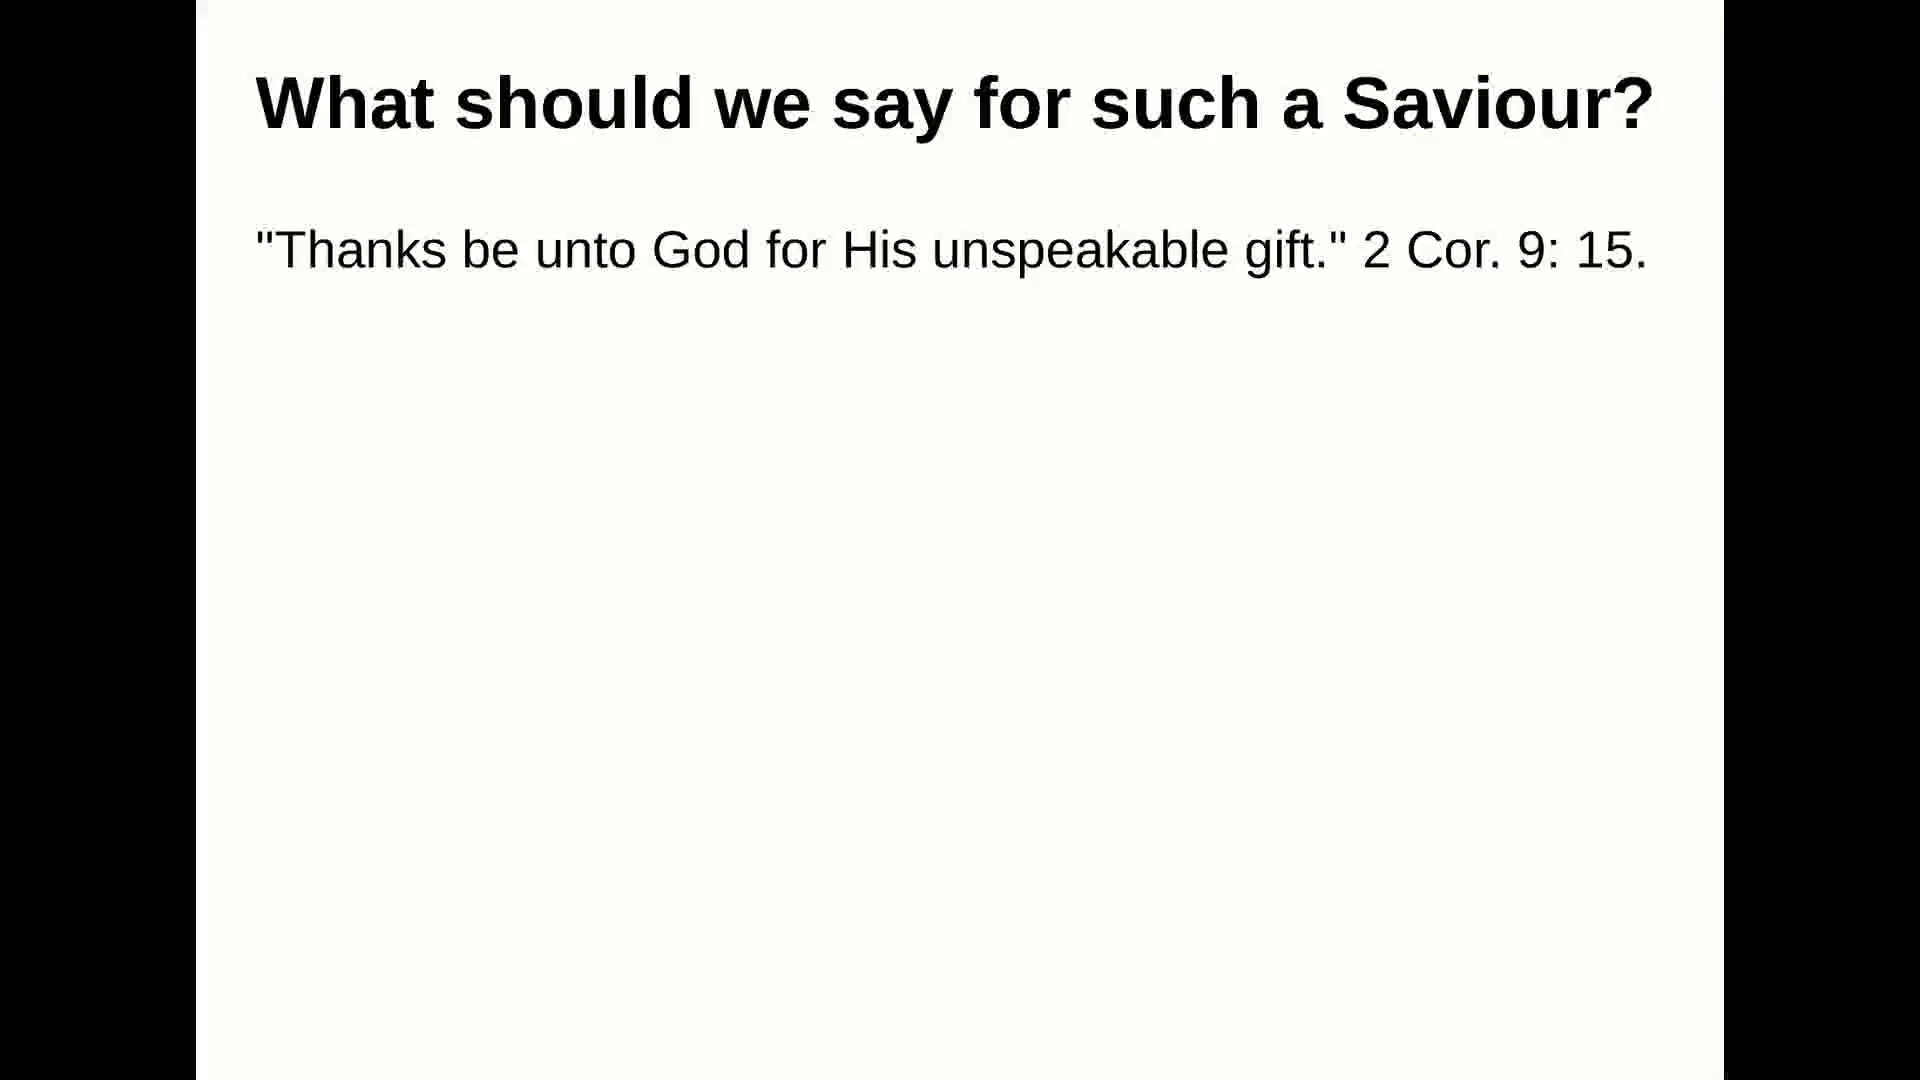 What should we say for such a Saviour?
"Thanks be unto God for His unspeakable gift." 2 Cor. 9: 15.